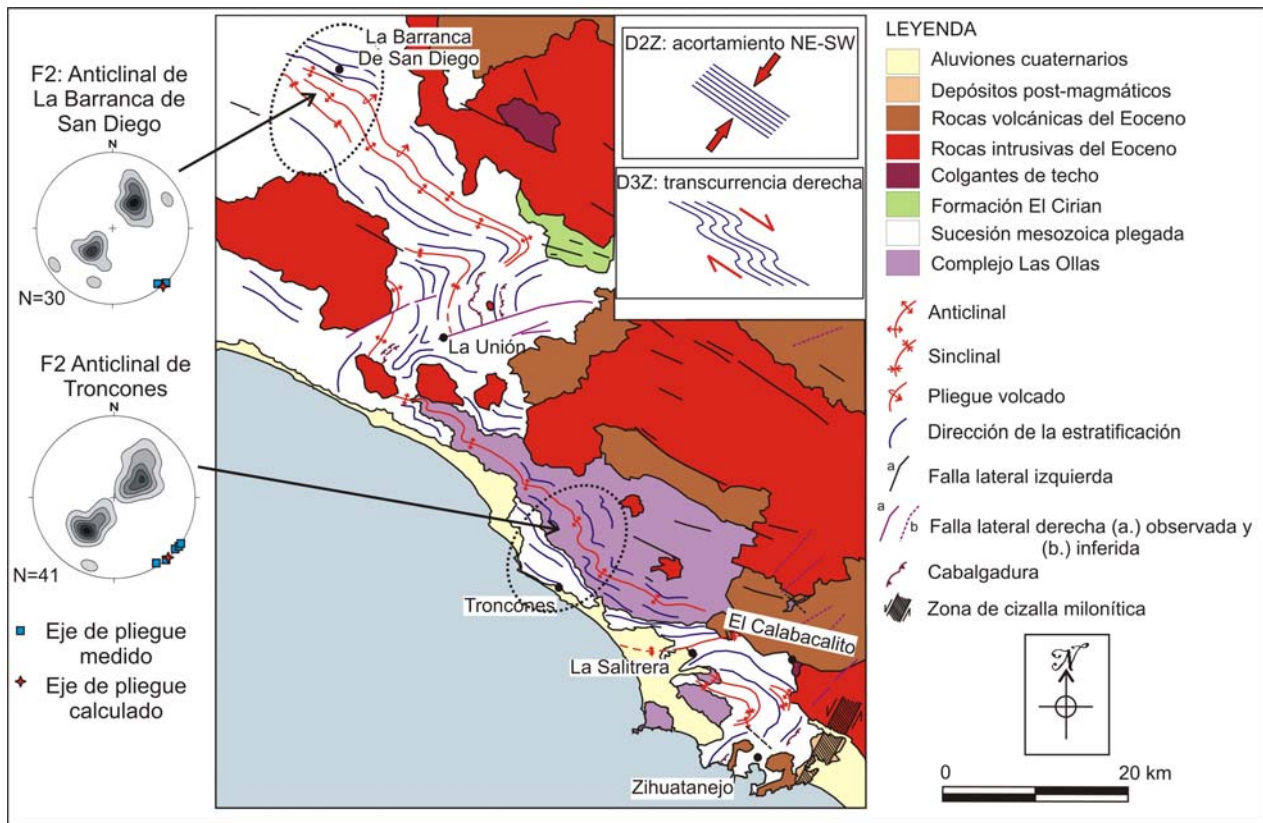 F2: Anticlinal de
La Barranca de
San Diego
N
N=30
F2 Anticlinal de
Troncones
N
N=41
Eje de pliegue
medido
Eje de pliegue
calculado
La Barranca
De San Diego
La Unión
Troncones
El Calabacalito
La Salitrera
Zihuatanejo
D2Z: acortamiento NE-SW
D3Z: transcurrencia derecha
LEYENDA
Aluviones cuaternarios
Depósitos post-magmáticos
Rocas volcánicas del Eoceno
Rocas intrusivas del Eoceno
Colgantes de techo
Formación El Cirian
Sucesión mesozoica plegada
Complejo Las Ollas
Anticlinal
Sinclinal
Pliegue volcado
Dirección de la estratificación
a
Falla lateral izquierda
a
b
Falla lateral derecha (a.) observada y
(b.) inferida
Cabalgadura
Zona de cizalla milonítica
N
0 20 km